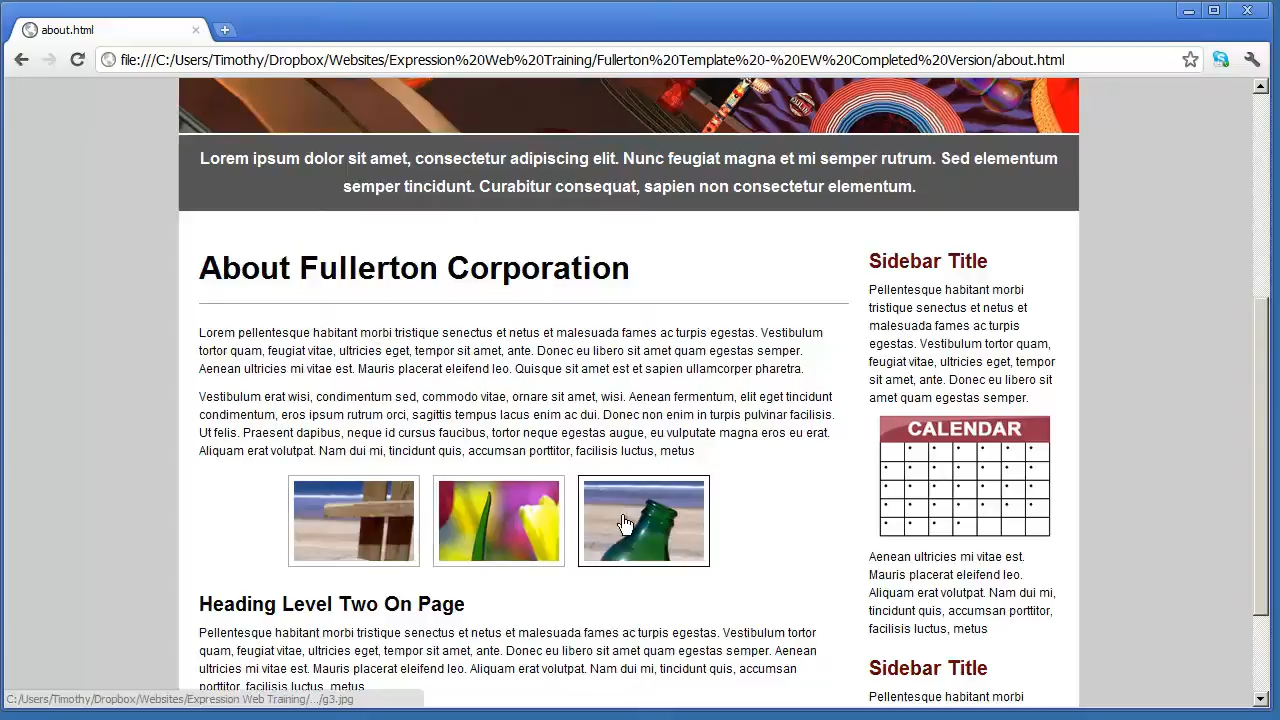 about.html
file:///C:/Users/Timothy/Dropbox/Websites/Expression%20Web%20Training/Fullerton%20Template%20-%20EW%20Completed%20Version/about.html
Lorem ipsum dolor sit amet, consectetur adipiscing elit. Nunc feugiat magna et mi semper rutrum. Sed elementum
semper tincidunt. Curabitur consequat, sapien non consectetur elementum.
About Fullerton Corporation
Lorem pellentesque habitant morbi tristique senectus et netus et malesuada fames ac turpis egestas. Vestibulum
tortor quam, feugiat vitae, ultricies eget, tempor sit amet, ante. Donec eu libero sit amet quam egestas semper.
Aenean ultricies mi vitae est. Mauris placerat eleifend leo. Quisque sit amet est et sapien ullamcorper pharetra.
Vestibulum erat wisi, condimentum sed, commodo vitae, ornare sit amet, wisi. Aenean fermentum, elit eget tincidunt
condimentum, eros ipsum rutrum orci, sagittis tempus lacus enim ac dui. Donec non enim in turpis pulvinar facilisis.
Ut felis. Praesent dapibus, neque id cursus faucibus, tortor neque egestas augue, eu vulputate magna eros eu erat.
Aliquam erat volutpat. Nam dui mi, tincidunt quis, accumsan porttitor, facilisis luctus, metus
Heading Level Two On Page
Pellentesque habitant morbi tristique senectus et netus et malesuada fames ac turpis egestas. Vestibulum tortor
quam, feugiat vitae, ultricies eget, tempor sit amet, ante. Donec eu libero sit amet quam egestas semper. Aenean
ultricies mi vitae est. Mauris placerat eleifend leo. Aliquam erat volutpat. Nam dui mi, tincidunt quis, accumsan
porttitor, facilisis luctus, metus
Sidebar Title
Pellentesque habitant morbi
tristique senectus et netus et
malesuada fames ac turpis
egestas. Vestibulum tortor quam,
feugiat vitae, ultricies eget, tempor
sit amet, ante. Donec eu libero sit
amet quam egestas semper.
CALENDAR
Aenean ultricies mi vitae est.
Mauris placerat eleifend leo.
Aliquam erat volutpat. Nam dui mi,
tincidunt quis, accumsan porttitor,
facilisis luctus, metus
Sidebar Title
Pellentesque habitant morbi
C:/Users/Timothy/Dropbox/Websites/Expression Web Training/.../g3.jpg